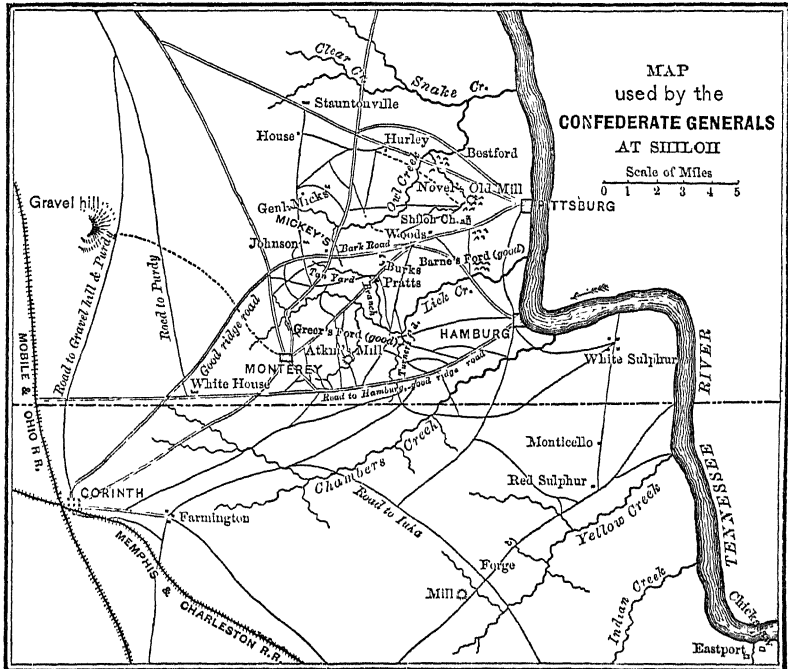 MAP
used by the
CONFEDERATE GENERALS
AT SHILOH
Scale of Miles
0 1 2 3 4 5
Clear Cr.
Snake Cr.
Stauntonville
House
Hurley
Bestford
Owl Creek
Novel
Old Mill
Gravel hill
Genl. Micks
MICKEY'S
Shiloh Ch.
PITTSBURG
Woods
Johnson
Bark Road
Barne's Ford (good)
Burks
Tan Yard
Pratts
Branch
Lick Cr.
Good ridge road
Road to Gravel hill & Purdy
Road to Purdy
Greer's Ford (good)
HAMBURG
Atkins Mill
MONTEREY
White House
Road to Hamburg, good ridge road
White Sulphur
MOBILE & OHIO R.R.
Chambers Creek
Monticello
TENNESSEE RIVER
CORINTH
Red Sulphur
Farmington
Road to Iuka
Yellow Creek
MEMPHIS & CHARLESTON R.R.
Forge
Mill
Indian Creek
Eastport